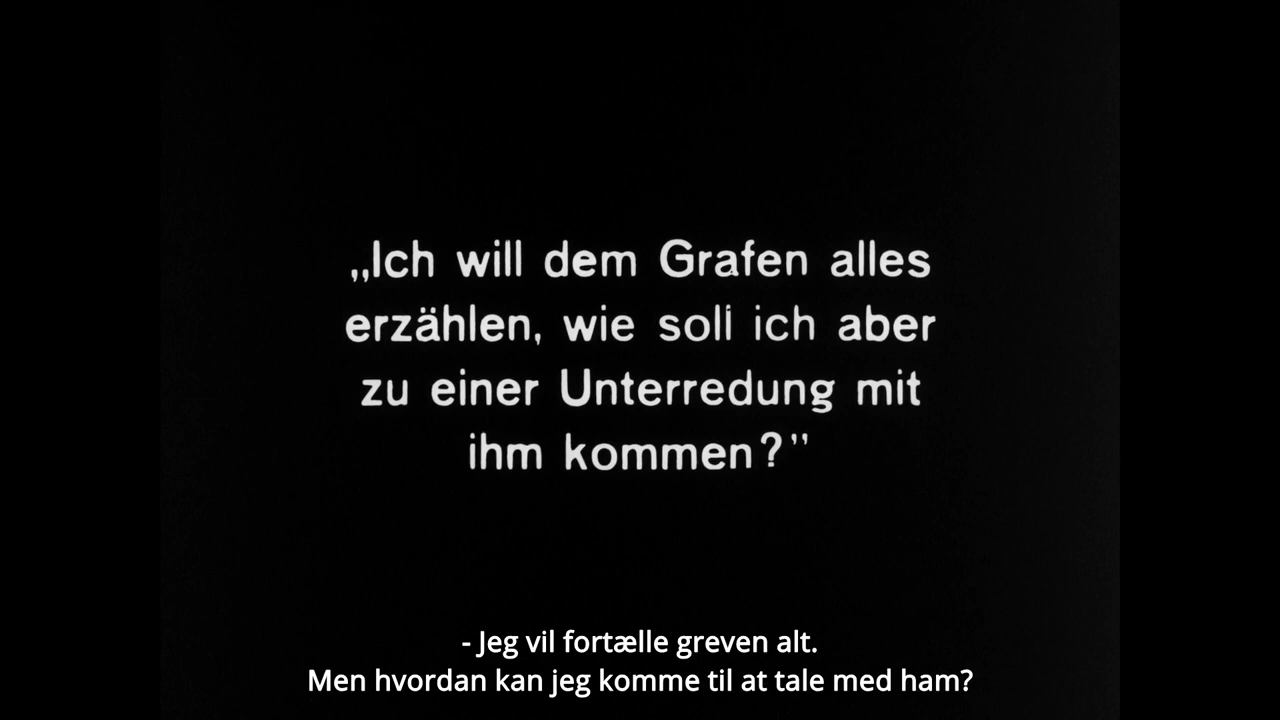 „Ich will dem Grafen alles
erzählen, wie soll ich aber
zu einer Unterredung mit
ihm kommen?”
- Jeg vil fortælle greven alt.
Men hvordan kan jeg komme til at tale med ham?